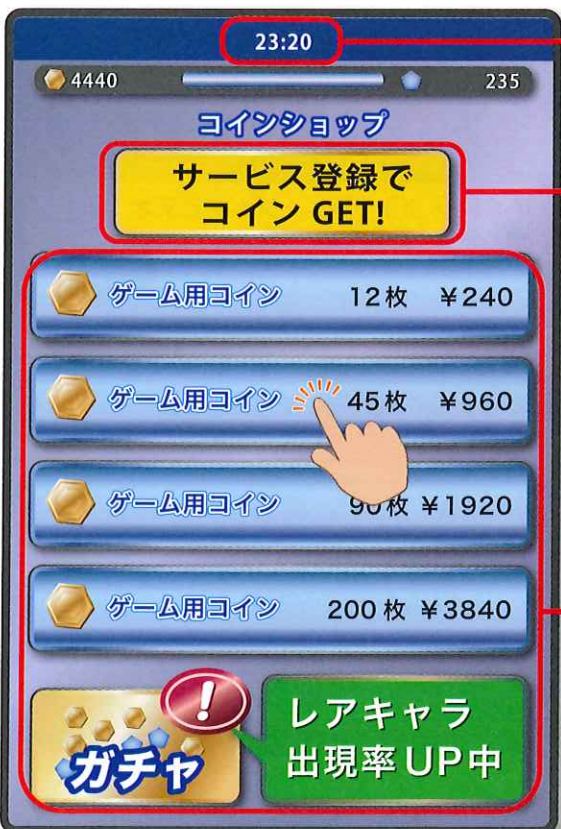 23:20
4440 235
コインショップ
サービス登録で
コイン GET!
ゲーム用コイン 12枚 ¥240
ゲーム用コイン 45枚 ¥960
ゲーム用コイン 90枚 ¥1920
ゲーム用コイン 200枚 ¥3840
!
ガチャ
レアキャラ
出現率UP中